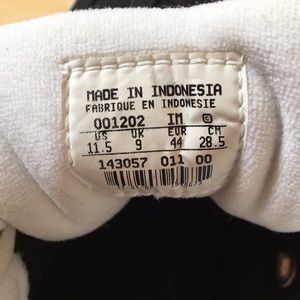 MADE IN INDONESIA
FABRIQUE EN INDONESIE
001202 IM C
US UK EUR CM
11.5 9 44 28.5
143057 011 00